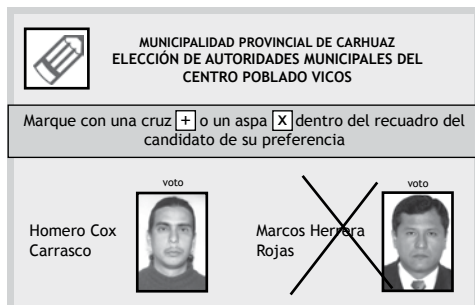 MUNICIPALIDAD PROVINCIAL DE CARHUAZ
ELECCIÓN DE AUTORIDADES MUNICIPALES DEL
CENTRO POBLADO VICOS
Marque con una cruz + o un aspa X dentro del recuadro del
candidato de su preferencia
voto
Homero Cox
Carrasco
voto
Marcos Herrera
Rojas